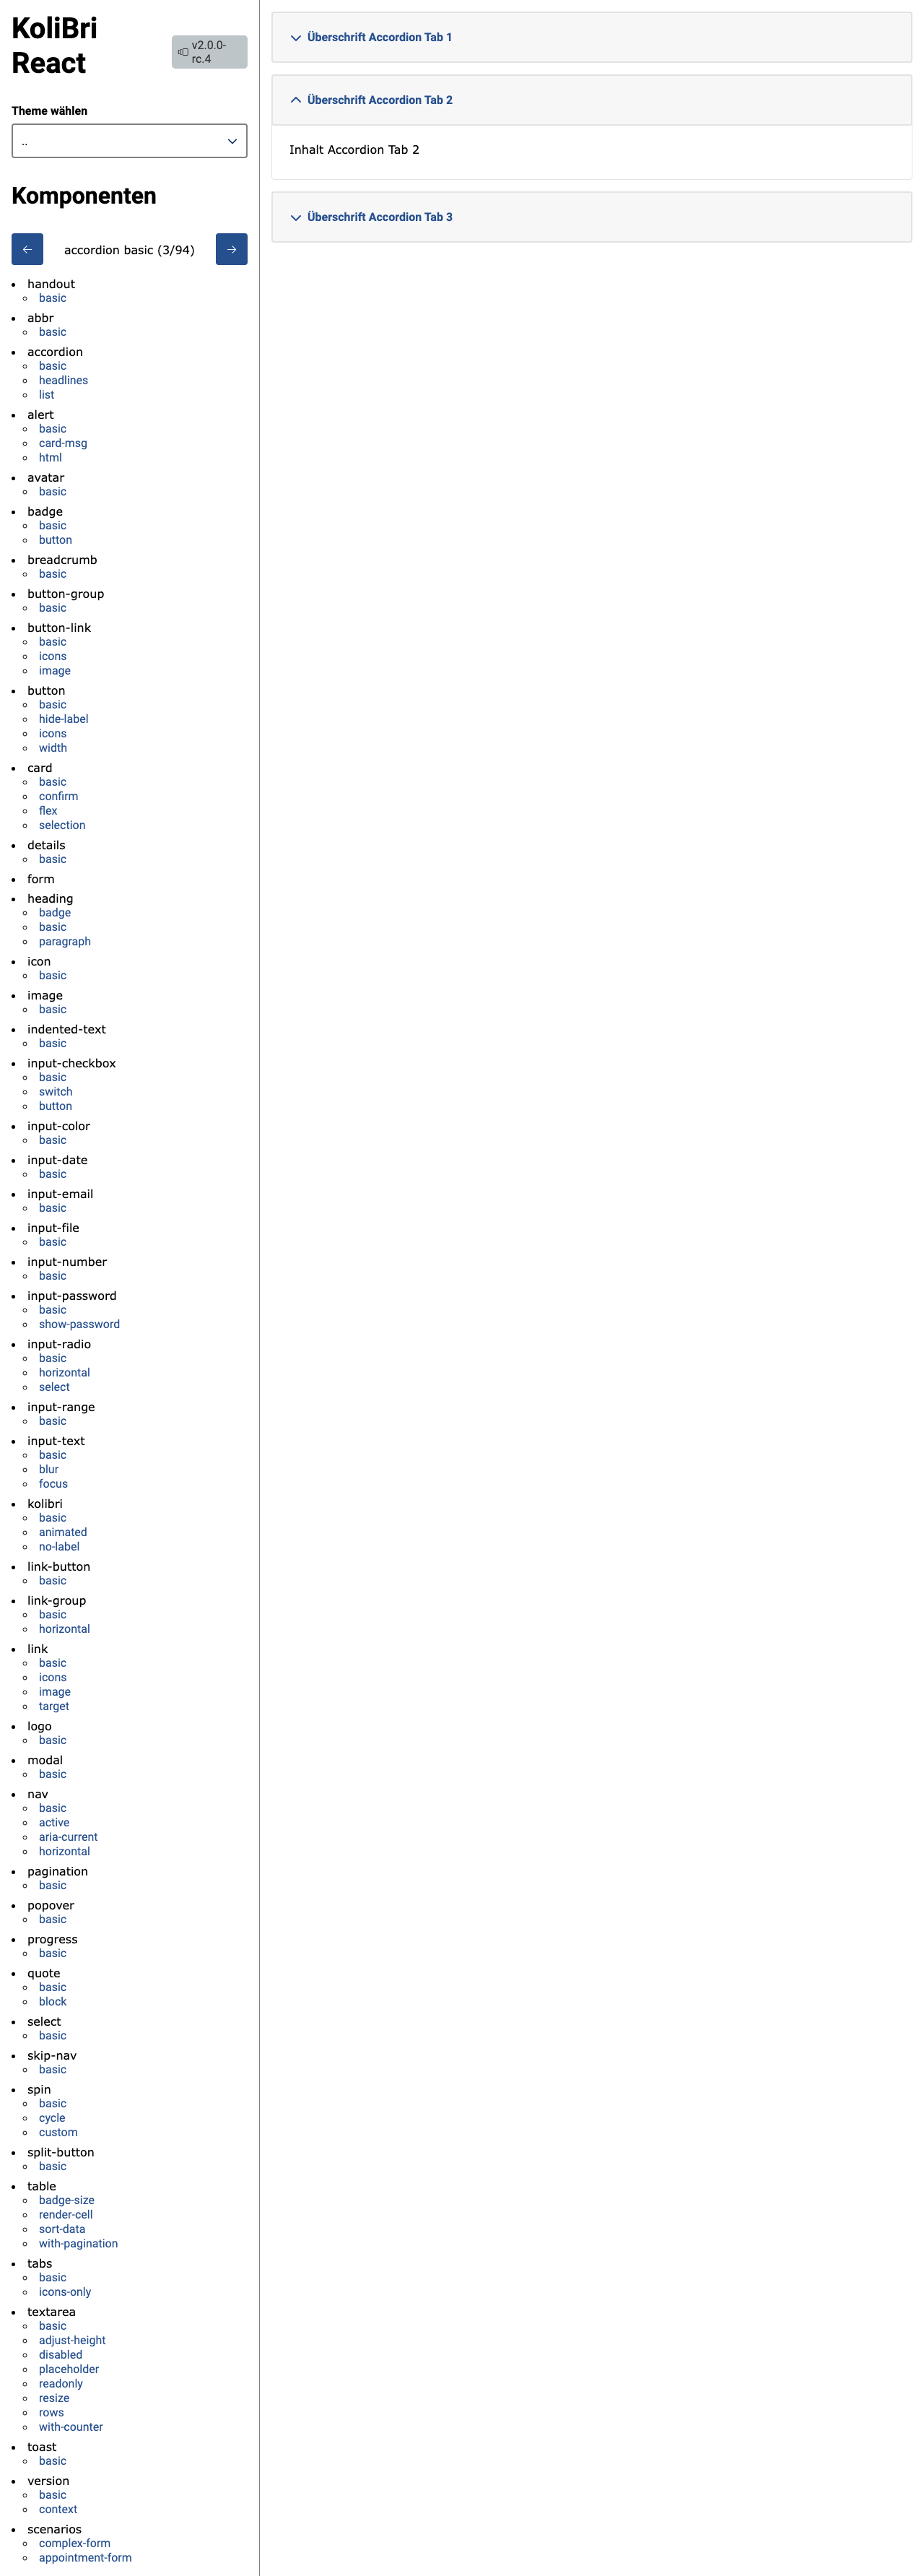 KoliBri
React
v2.0.0-
rc.4
Theme wählen
..
Komponenten
accordion basic (3/94)
handout
basic
abbr
basic
accordion
basic
headlines
list
alert
basic
card-msg
html
avatar
basic
badge
basic
button
breadcrumb
basic
button-group
basic
button-link
basic
icons
image
button
basic
hide-label
icons
width
card
basic
confirm
flex
selection
details
basic
form
heading
badge
basic
paragraph
icon
basic
image
basic
indented-text
basic
input-checkbox
basic
switch
button
input-color
basic
input-date
basic
input-email
basic
input-file
basic
input-number
basic
input-password
basic
show-password
input-radio
basic
horizontal
select
input-range
basic
input-text
basic
blur
focus
kolibri
basic
animated
no-label
link-button
basic
link-group
basic
horizontal
link
basic
icons
image
target
logo
basic
modal
basic
nav
basic
active
aria-current
horizontal
pagination
basic
popover
basic
progress
basic
quote
basic
block
select
basic
skip-nav
basic
spin
basic
cycle
custom
split-button
basic
table
badge-size
render-cell
sort-data
with-pagination
tabs
basic
icons-only
textarea
basic
adjust-height
disabled
placeholder
readonly
resize
rows
with-counter
toast
basic
version
basic
context
scenarios
complex-form
appointment-form
Überschrift Accordion Tab 1
Überschrift Accordion Tab 2
Inhalt Accordion Tab 2
Überschrift Accordion Tab 3